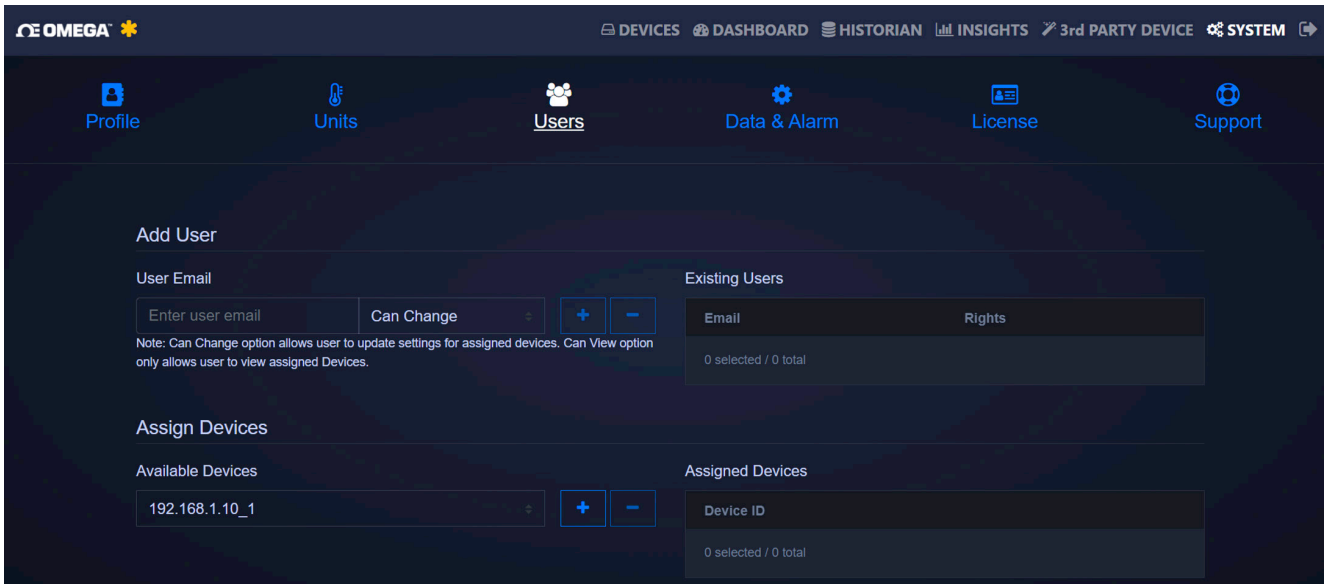 OMEGA™
DEVICES DASHBOARD HISTORIAN INSIGHTS 3rd PARTY DEVICE SYSTEM
Profile Units Users Data & Alarm License Support
Add User
User Email
Enter user email Can Change
Note: Can Change option allows user to update settings for assigned devices. Can View option
only allows user to view assigned Devices.
Existing Users
Email Rights
0 selected / 0 total
Assign Devices
Available Devices
192.168.1.10_1
Assigned Devices
Device ID
0 selected / 0 total